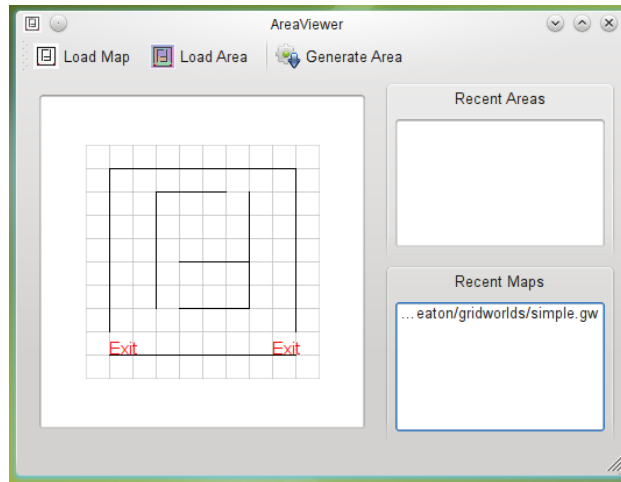 AreaViewer
Load Map Load Area Generate Area
Recent Areas
Recent Maps
...eaton/gridworlds/simple.gw
Exit Exit